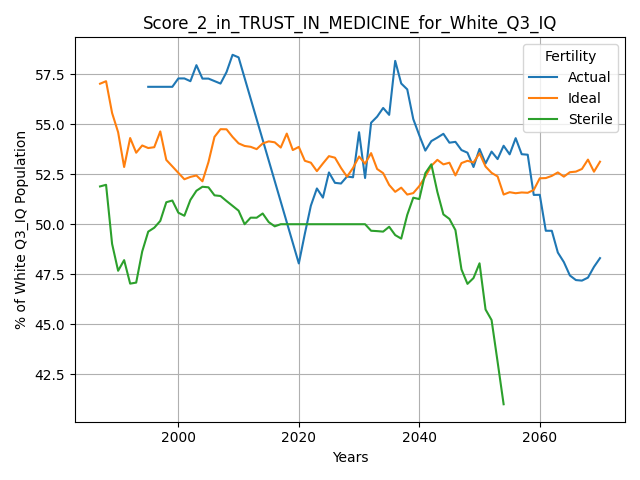 Score_2_in_TRUST_IN_MEDICINE_for_White_Q3_IQ
Fertility
Actual
Ideal
Sterile
% of White Q3_IQ Population
57.5
55.0
52.5
50.0
47.5
45.0
42.5
2000
2020
2040
2060
Years